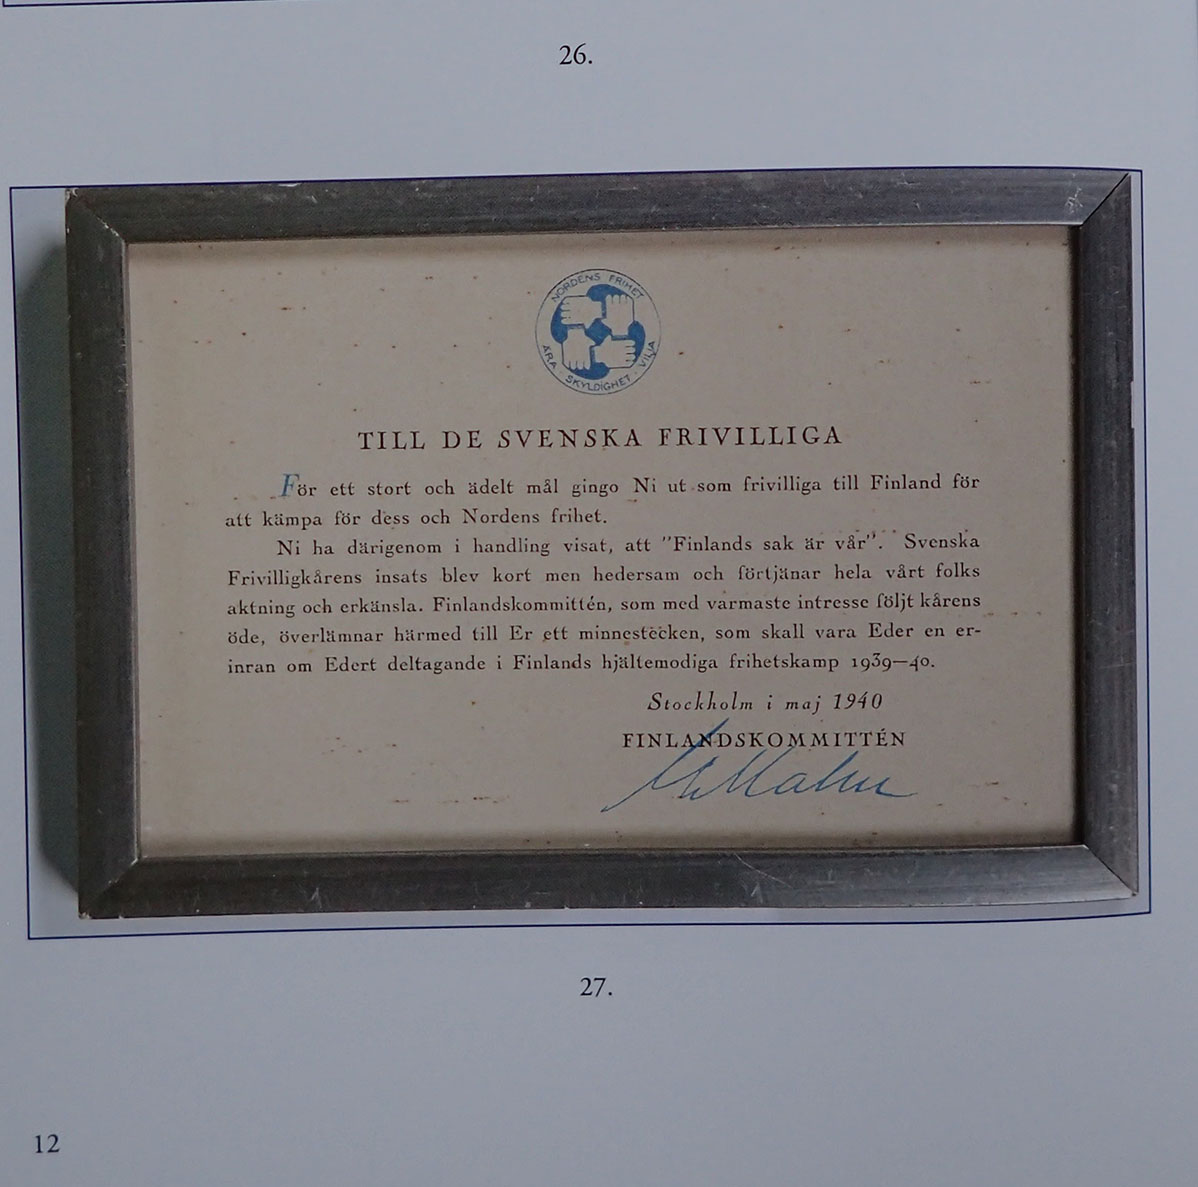 26.
NORDENS FRIHET
ÄRA · SKYLDIGHET · VILJA
TILL DE SVENSKA FRIVILLIGA
För ett stort och ädelt mål gingo Ni ut som frivilliga till Finland för
att kämpa för dess och Nordens frihet.
Ni ha därigenom i handling visat, att "Finlands sak är vår". Svenska
Frivilligkårens insats blev kort men hedersam och förtjänar hela vårt folks
aktning och erkänsla. Finlandskommittén, som med varmaste intresse följt kårens
öde, överlämnar härmed till Er ett minnestecken, som skall vara Eder en er-
inran om Edert deltagande i Finlands hjältemodiga frihetskamp 1939—40.
Stockholm i maj 1940
FINLANDSKOMMITTÉN
27.
12